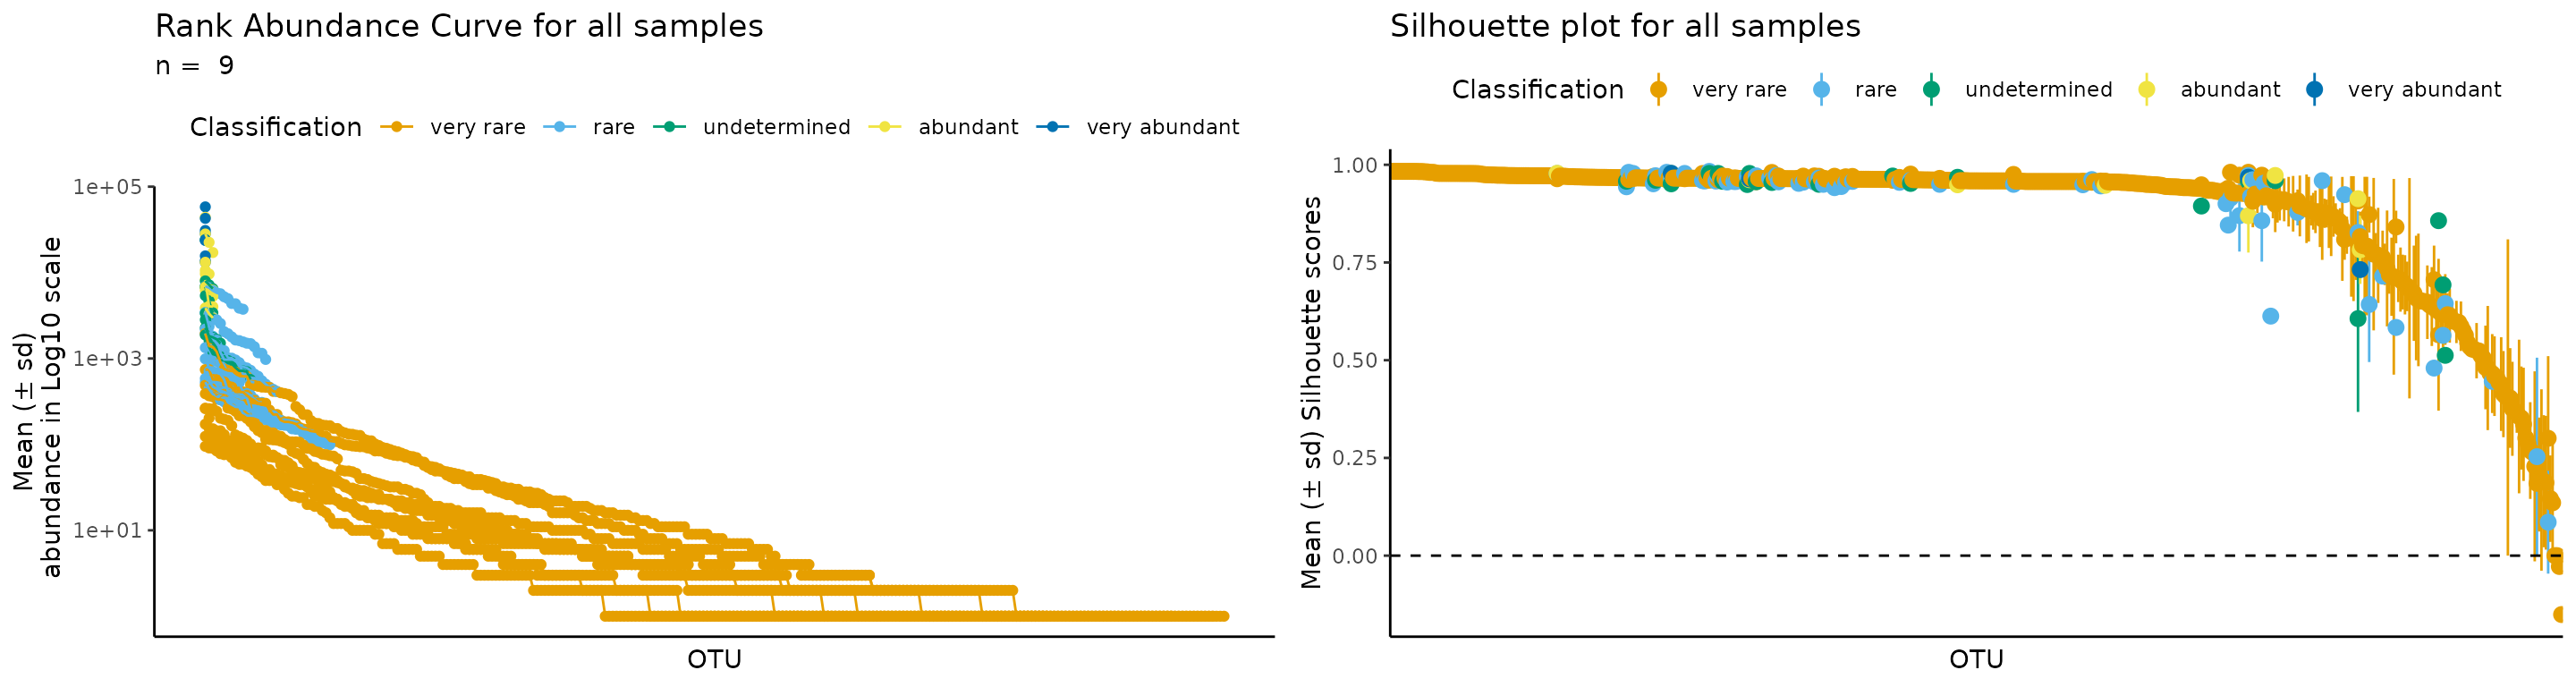 Rank Abundance Curve for all samples
n = 9
Classification very rare rare undetermined abundant very abundant
Mean (± sd)
abundance in Log10 scale
1e+05
1e+03
1e+01
OTU
Silhouette plot for all samples
Classification very rare rare undetermined abundant very abundant
Mean (± sd) Silhouette scores
1.00
0.75
0.50
0.25
0.00
OTU